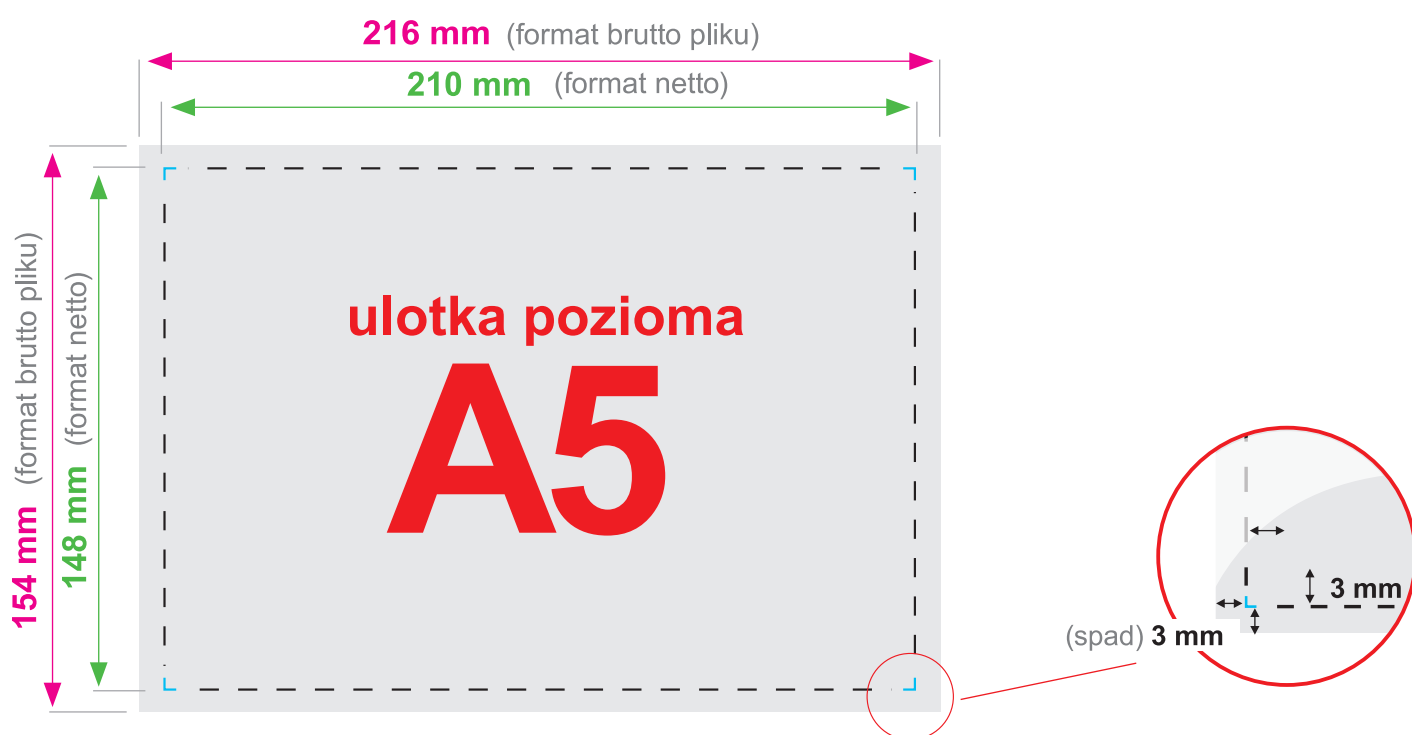 216 mm (format brutto pliku)
210 mm (format netto)
154 mm (format brutto pliku)
148 mm (format netto)
ulotka pozioma
A5
3 mm
(spad) 3 mm